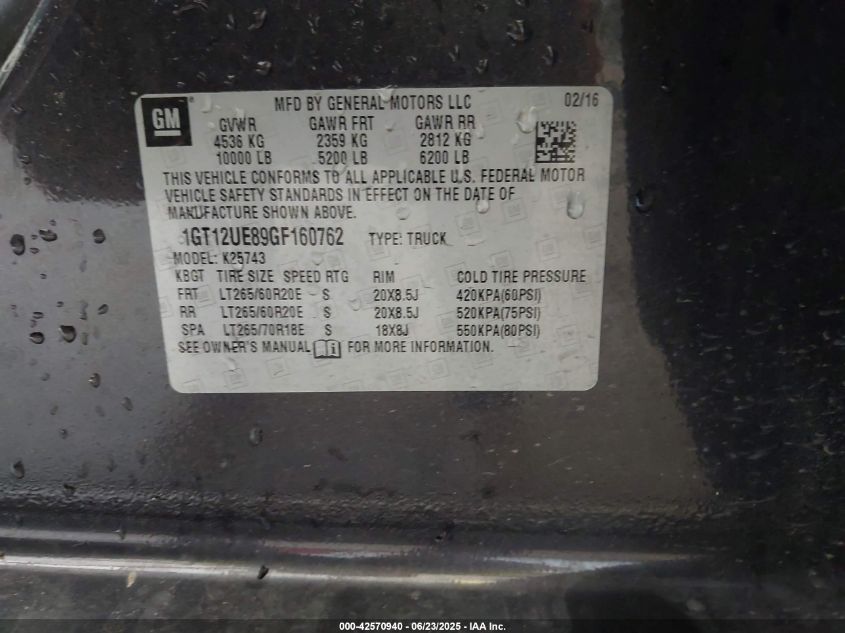 GM
MFD BY GENERAL MOTORS LLC 02/16
GVWR GAWR FRT GAWR RR
4536 KG 2359 KG 2812 KG
10000 LB 5200 LB 6200 LB
THIS VEHICLE CONFORMS TO ALL APPLICABLE U.S. FEDERAL MOTOR
VEHICLE SAFETY STANDARDS IN EFFECT ON THE DATE OF
MANUFACTURE SHOWN ABOVE.
1GT12UE89GF160762 TYPE: TRUCK
MODEL: K25743
KBGT TIRE SIZE SPEED RTG RIM COLD TIRE PRESSURE
FRT LT265/60R20E S 20X8.5J 420KPA(60PSI)
RR LT265/60R20E S 20X8.5J 520KPA(75PSI)
SPA LT265/70R18E S 18X8J 550KPA(80PSI)
SEE OWNER'S MANUAL FOR MORE INFORMATION.
000-42570940 - 06/23/2025 - IAA Inc.